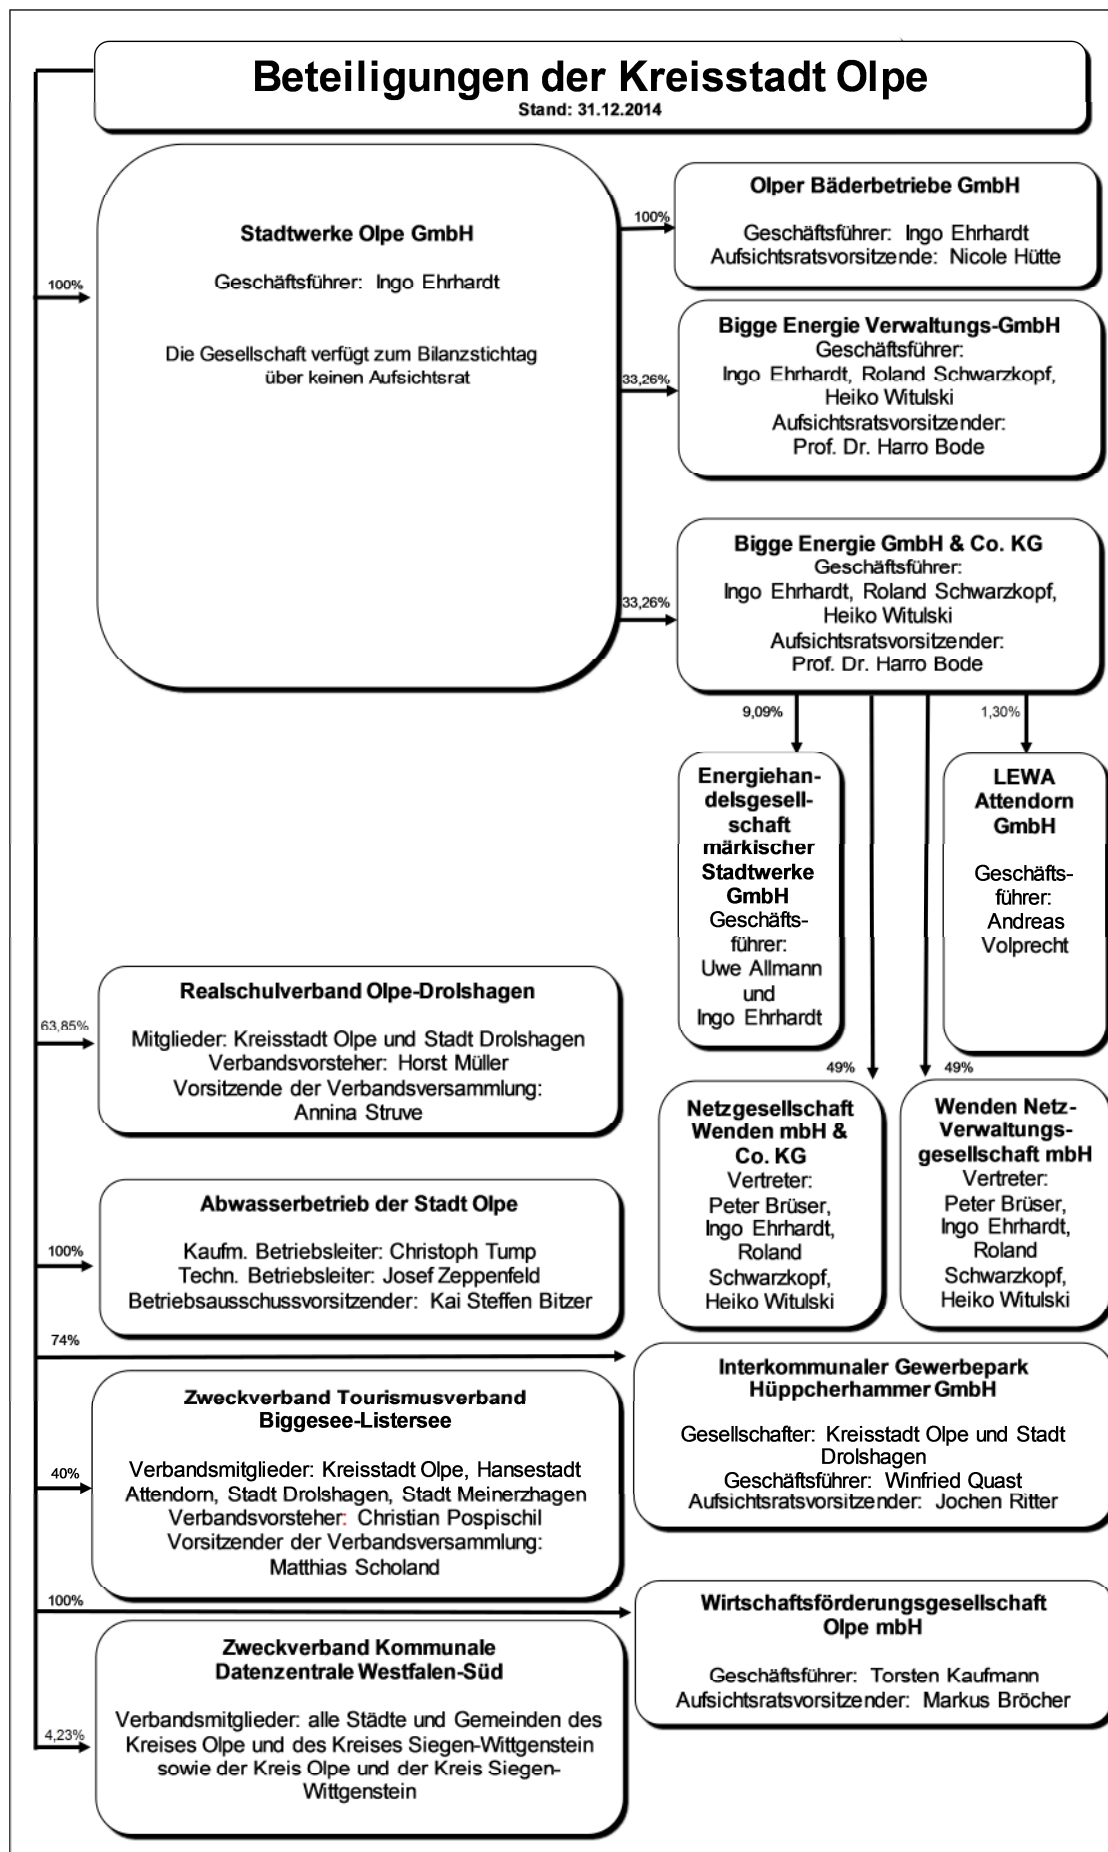 Beteiligungen der Kreisstadt Olpe
Stand: 31.12.2014
100%
Stadtwerke Olpe GmbH
Geschäftsführer: Ingo Ehrhardt
Die Gesellschaft verfügt zum Bilanzstichtag
über keinen Aufsichtsrat
100%
Olper Bäderbetriebe GmbH
Geschäftsführer: Ingo Ehrhardt
Aufsichtsratsvorsitzende: Nicole Hütte
33,26%
Bigge Energie Verwaltungs-GmbH
Geschäftsführer:
Ingo Ehrhardt, Roland Schwarzkopf,
Heiko Witulski
Aufsichtsratsvorsitzender:
Prof. Dr. Harro Bode
33,26%
Bigge Energie GmbH & Co. KG
Geschäftsführer:
Ingo Ehrhardt, Roland Schwarzkopf,
Heiko Witulski
Aufsichtsratsvorsitzender:
Prof. Dr. Harro Bode
9,09%
Energiehan-
delsgesell-
schaft
märkischer
Stadtwerke
GmbH
Geschäfts-
führer:
Uwe Allmann
und
Ingo Ehrhardt
1,30%
LEWA
Attendorn
GmbH
Geschäfts-
führer:
Andreas
Volprecht
49%
Netzgesellschaft
Wenden mbH &
Co. KG
Vertreter:
Peter Brüser,
Ingo Ehrhardt,
Roland
Schwarzkopf,
Heiko Witulski
49%
Wenden Netz-
Verwaltungs-
gesellschaft mbH
Vertreter:
Peter Brüser,
Ingo Ehrhardt,
Roland
Schwarzkopf,
Heiko Witulski
63,85%
Realschulverband Olpe-Drolshagen
Mitglieder: Kreisstadt Olpe und Stadt Drolshagen
Verbandsvorsteher: Horst Müller
Vorsitzende der Verbandsversammlung:
Annina Struve
100%
Abwasserbetrieb der Stadt Olpe
Kaufm. Betriebsleiter: Christoph Tump
Techn. Betriebsleiter: Josef Zeppenfeld
Betriebsausschussvorsitzender: Kai Steffen Bitzer
74%
Interkommunaler Gewerbepark
Hüppcherhammer GmbH
Gesellschafter: Kreisstadt Olpe und Stadt
Drolshagen
Geschäftsführer: Winfried Quast
Aufsichtsratsvorsitzender: Jochen Ritter
40%
Zweckverband Tourismusverband
Biggesee-Listersee
Verbandsmitglieder: Kreisstadt Olpe, Hansestadt
Attendorn, Stadt Drolshagen, Stadt Meinerzhagen
Verbandsvorsteher: Christian Pospischil
Vorsitzender der Verbandsversammlung:
Matthias Scholand
100%
Wirtschaftsförderungsgesellschaft
Olpe mbH
Geschäftsführer: Torsten Kaufmann
Aufsichtsratsvorsitzender: Markus Bröcher
4,23%
Zweckverband Kommunale
Datenzentrale Westfalen-Süd
Verbandsmitglieder: alle Städte und Gemeinden des
Kreises Olpe und des Kreises Siegen-Wittgenstein
sowie der Kreis Olpe und der Kreis Siegen-
Wittgenstein